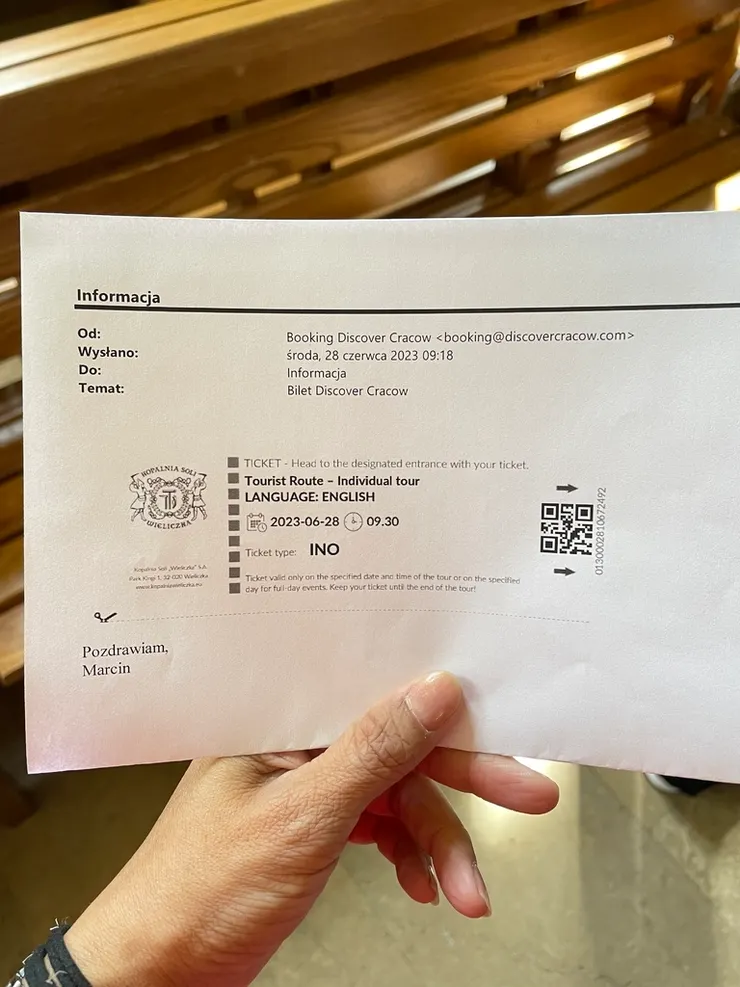 Informacja
Od: Booking Discover Cracow <booking@discovercracow.com>
Wysłano: środa, 28 czerwca 2023 09:18
Do: Informacja
Temat: Bilet Discover Cracow
KOPALNIA SOLI
WIELICZKA
Kopalnia Soli „Wieliczka” S.A.
Park Kingi 1, 32-020 Wieliczka
www.kopalniawieliczka.eu
TICKET - Head to the designated entrance with your ticket.
Tourist Route – Individual tour
LANGUAGE: ENGLISH
2023-06-28 09.30
Ticket type: INO
Ticket valid only on the specified date and time of the tour or on the specified
day for full-day events. Keep your ticket until the end of the tour!
0130002810672492
Pozdrawiam,
Marcin